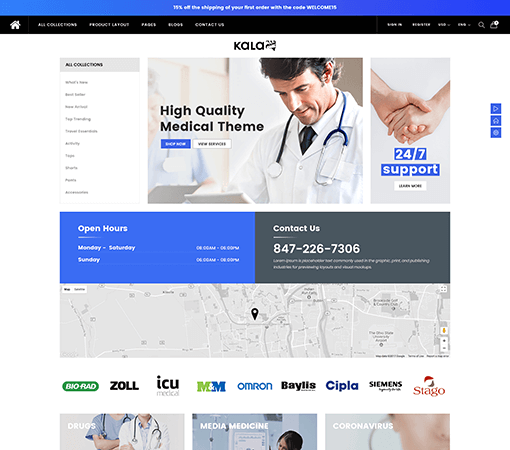 15% off the shipping of your first order with the code WELCOME15
ALL COLLECTIONS PRODUCT LAYOUT PAGES BLOGS CONTACT US SIGN IN REGISTER USD ENG
KALA
ALL COLLECTIONS
What's New
Best Seller
New Arrival
Top Trending
Travel Essentials
Activity
Tops
Shorts
Pants
Accessories
High Quality
Medical Theme
SHOP NOW VIEW SERVICES
24/7
support
LEARN MORE
Open Hours
Monday - Saturday 06:00AM - 06:00PM
Sunday 06:00AM - 06:00PM
Contact Us
847-226-7306
Lorem Ipsum is placeholder text commonly used in the graphic, print, and publishing
industries for previewing layouts and visual mockups.
Map Satellite
BIO-RAD ZOLL icu medical M&M OMRON Baylis Cipla SIEMENS Stago
DRUGS MEDIA MEDICINE CORONAVIRUS